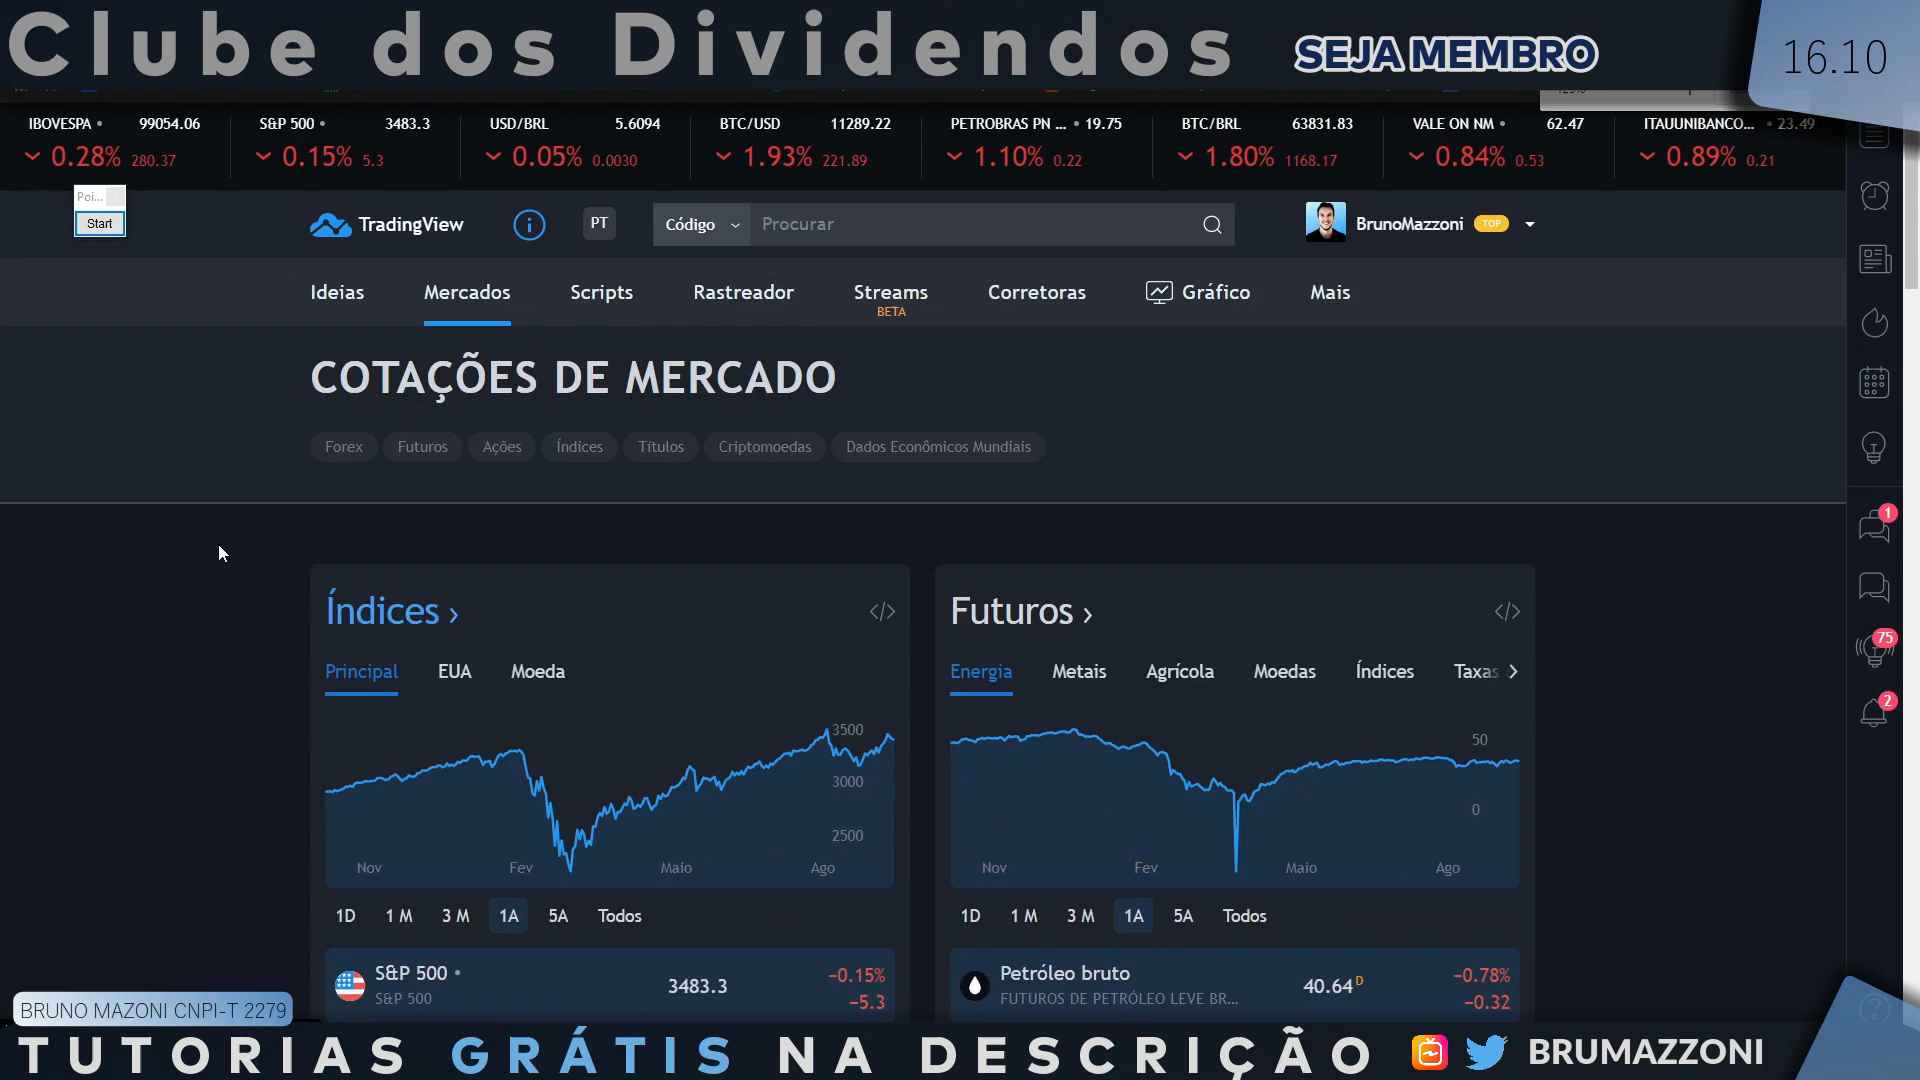 Clube dos Dividendos SEJA MEMBRO 16.10
IBOVESPA 99054.06 S&P 500 3483.3 USD/BRL 5.6094 BTC/USD 11289.22 PETROBRAS PN ... 19.75 BTC/BRL 63831.83 VALE ON NM 62.47 ITAUUNIBANCO... 23.49
0.28% 280.37 0.15% 5.3 0.05% 0.0030 1.93% 221.89 1.10% 0.22 1.80% 1168.17 0.84% 0.53 0.89% 0.21
Poi...
Start
TradingView PT Código Procurar BrunoMazzoni TOP
Ideias Mercados Scripts Rastreador Streams Corretoras Gráfico Mais
BETA
COTAÇÕES DE MERCADO
Forex Futuros Ações Índices Títulos Criptomoedas Dados Econômicos Mundiais
1
Índices › </> Futuros › </>
75
Principal EUA Moeda Energia Metais Agrícola Moedas Índices Taxas
2
3500 50
3000 0
2500
Nov Fev Maio Ago Nov Fev Maio Ago
1D 1 M 3 M 1A 5A Todos 1D 1 M 3 M 1A 5A Todos
S&P 500 3483.3 −0.15% Petróleo bruto 40.64 D −0.78%
S&P 500 −5.3 FUTUROS DE PETRÓLEO LEVE BR... −0.32
BRUNO MAZONI CNPI-T 2279
TUTORIAS GRÁTIS NA DESCRIÇÃO BRUMAZZONI